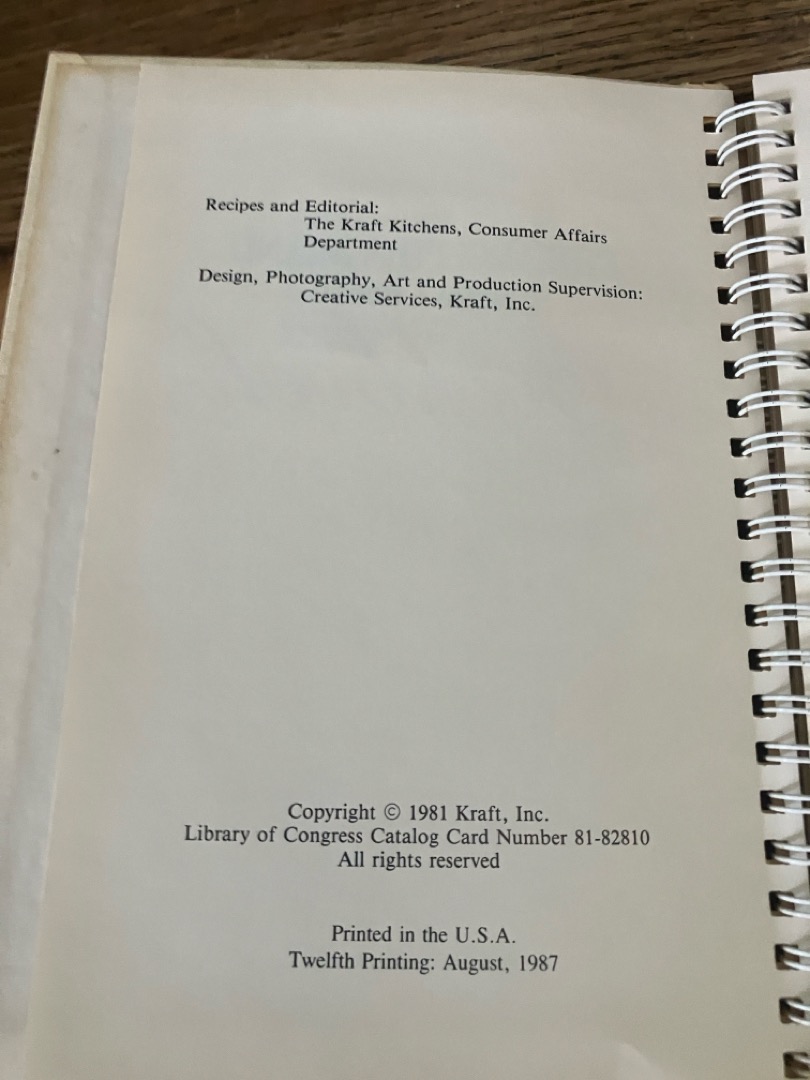 Recipes and Editorial:
The Kraft Kitchens, Consumer Affairs
Department
Design, Photography, Art and Production Supervision:
Creative Services, Kraft, Inc.
Copyright © 1981 Kraft, Inc.
Library of Congress Catalog Card Number 81-82810
All rights reserved
Printed in the U.S.A.
Twelfth Printing: August, 1987